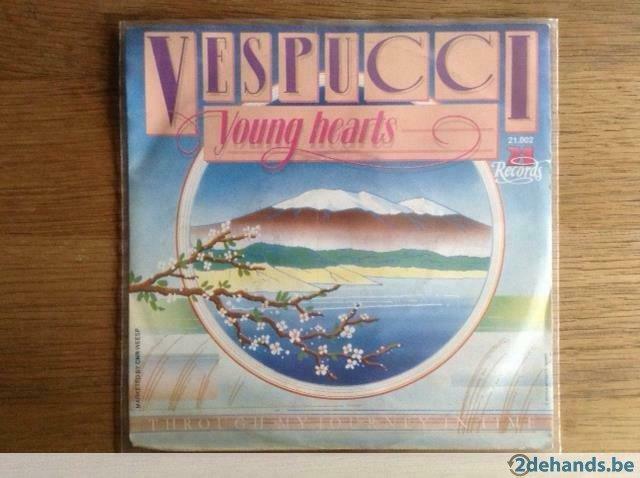 VESPUCCI
Young hearts
21.002
Records
MARKETED BY CNR WEESP
THROUGH MY JOURNEY IN TIME
2dehands.be